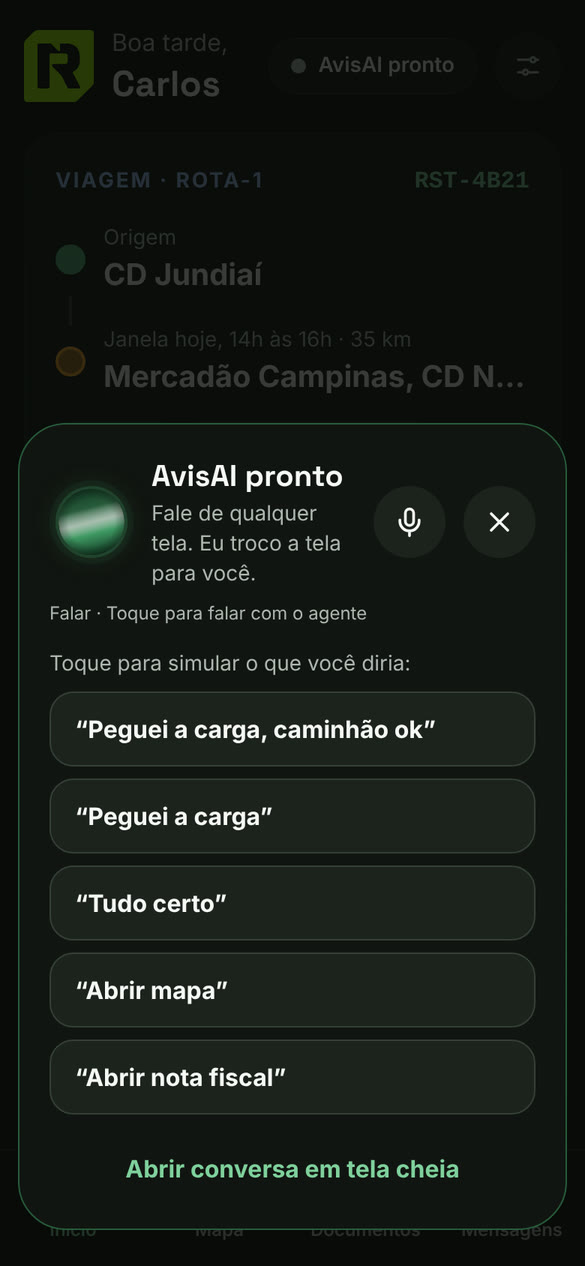 Boa tarde,
Carlos
AvisAI pronto
VIAGEM · ROTA-1
RST-4B21
Origem
CD Jundiaí
Janela hoje, 14h às 16h · 35 km
Mercadão Campinas, CD N...
AvisAI pronto
Fale de qualquer
tela. Eu troco a tela
para você.
Falar · Toque para falar com o agente
Toque para simular o que você diria:
“Peguei a carga, caminhão ok”
“Peguei a carga”
“Tudo certo”
“Abrir mapa”
“Abrir nota fiscal”
Abrir conversa em tela cheia
Início
Mapa
Documentos
Mensagens